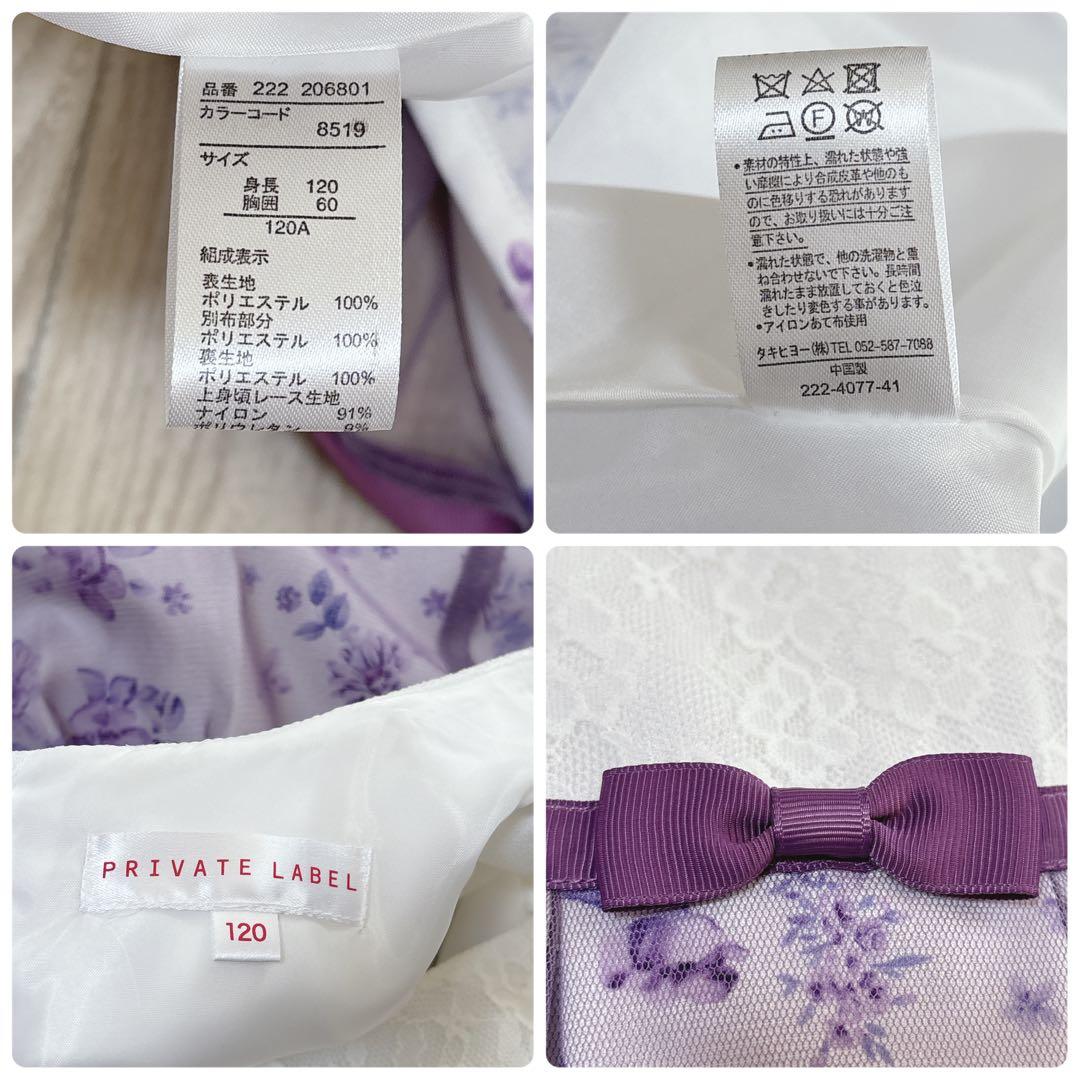 品番 222 206801
カラーコード
8519
サイズ
身長 120
胸囲 60
120A
組成表示
表生地
ポリエステル 100%
別布部分
ポリエステル 100%
裏生地
ポリエステル 100%
上身頃レース生地
ナイロン 91%
ポリウレタン 9%
F
W
•素材の特性上、濡れた状態や強
い摩擦により合成皮革や他のも
のに色移りする恐れがあります
ので、お取り扱いには十分ご注
意下さい。
•濡れた状態で、他の洗濯物と重
ね合わせないで下さい。長時間
濡れたまま放置しておくと色泣
きしたり変色する事があります。
•アイロンあて布使用
タキヒヨー(株)TEL 052-587-7088
中国製
222-4077-41
PRIVATE LABEL
120